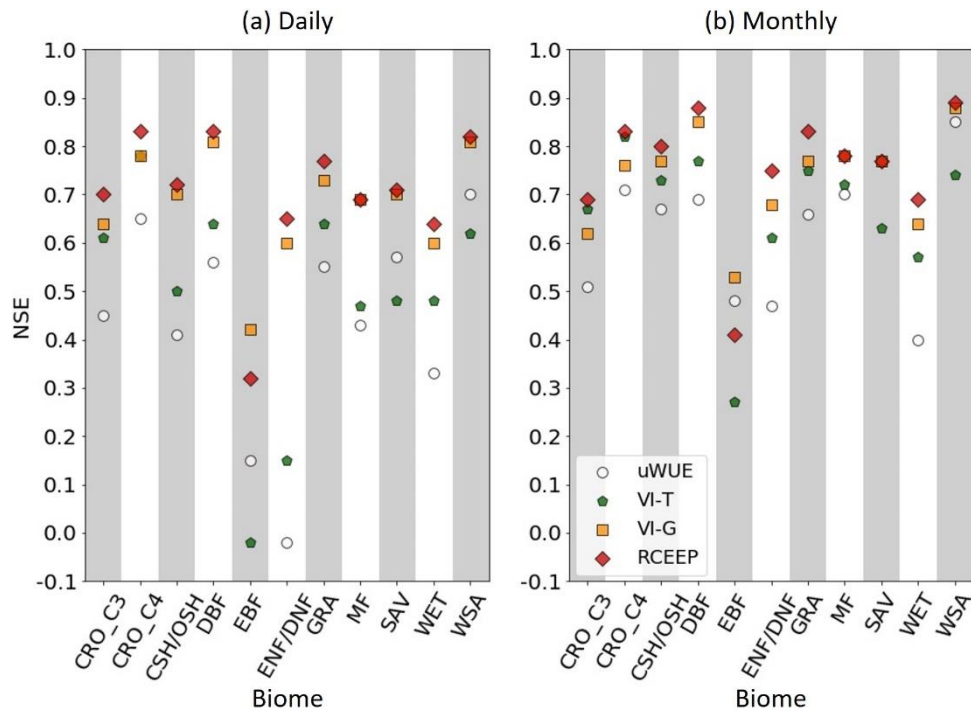 (a) Daily
(b) Monthly
NSE
1.0
0.9
0.8
0.7
0.6
0.5
0.4
0.3
0.2
0.1
0.0
-0.1
CRO_C3
CRO_C4
CSH/OSH
DBF
EBF
ENF/DNF
GRA
MF
SAV
WET
WSA
Biome
1.0
0.9
0.8
0.7
0.6
0.5
0.4
0.3
0.2
0.1
0.0
-0.1
uWUE
VI-T
VI-G
RCEEP
CRO_C3
CRO_C4
CSH/OSH
DBF
EBF
ENF/DNF
GRA
MF
SAV
WET
WSA
Biome